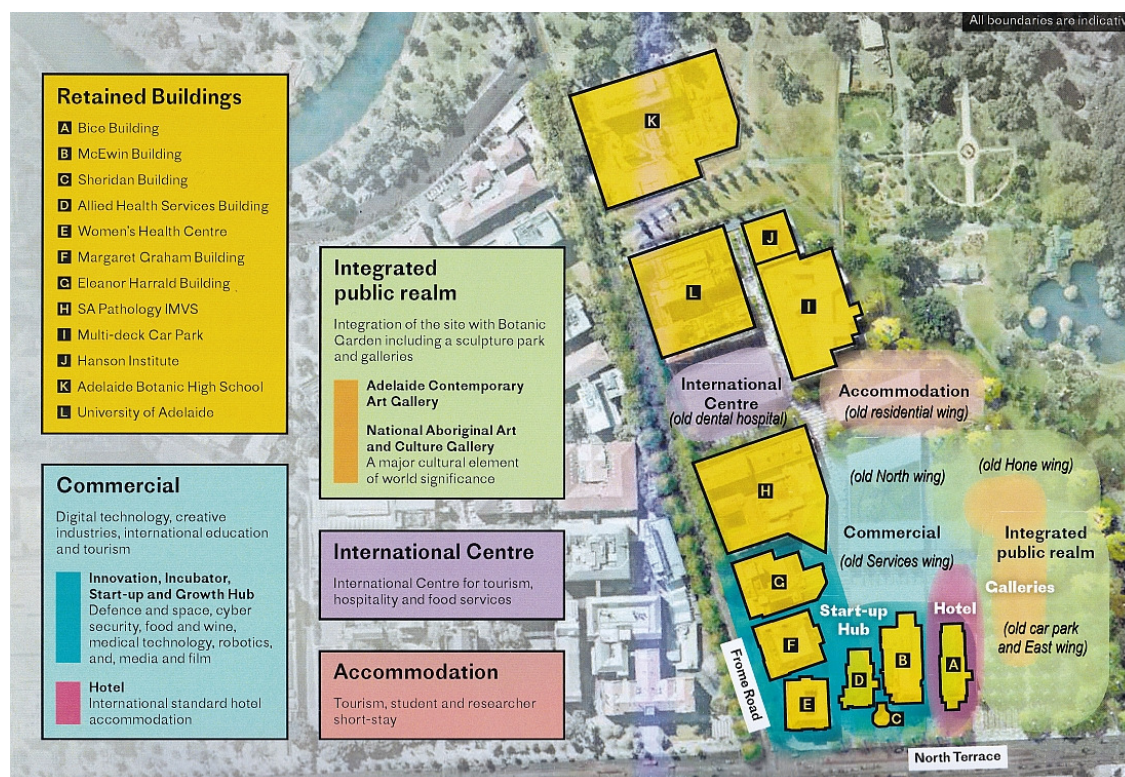 All boundaries are indicativ
Retained Buildings
A Bice Building
B McEwin Building
C Sheridan Building
D Allied Health Services Building
E Women's Health Centre
F Margaret Graham Building
C Eleanor Harrald Building
H SA Pathology IMVS
I Multi-deck Car Park
J Hanson Institute
K Adelaide Botanic High School
L University of Adelaide
Commercial
Digital technology, creative
industries, international education
and tourism
Innovation, Incubator,
Start-up and Growth Hub
Defence and space, cyber
security, food and wine,
medical technology, robotics,
and, media and film
Hotel
International standard hotel
accommodation
Integrated
public realm
Integration of the site with Botanic
Garden including a sculpture park
and galleries
Adelaide Contemporary
Art Gallery
National Aboriginal Art
and Culture Gallery
A major cultural element
of world significance
International Centre
International Centre for tourism,
hospitality and food services
Accommodation
Tourism, student and researcher
short-stay
K
J
L
I
International
Centre
(old dental hospital)
Accommodation
(old residential wing)
H
(old North wing)
(old Hone wing)
Commercial
(old Services wing)
Integrated
public realm
C
Start-up
Hub
Hotel
Galleries
(old car park
and East wing)
F
B
A
D
E
C
Frome Road
North Terrace